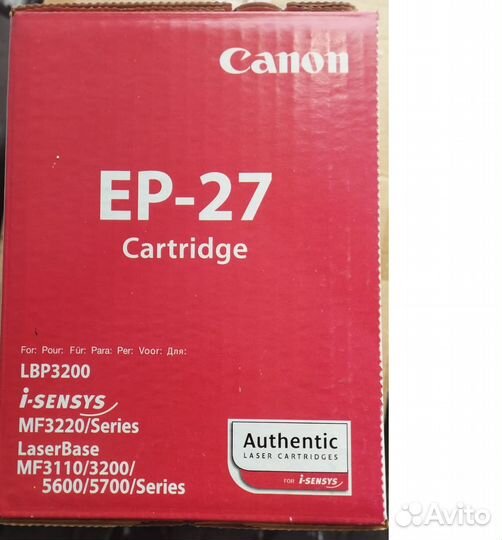 Canon
EP-27
Cartridge
For: Pour: Für: Para: Per: Voor: Для:
LBP3200
i-SENSYS
MF3220/Series
LaserBase
MF3110/3200/
5600/5700/Series
Authentic
LASER CARTRIDGES
FOR i-SENSYS
Avito